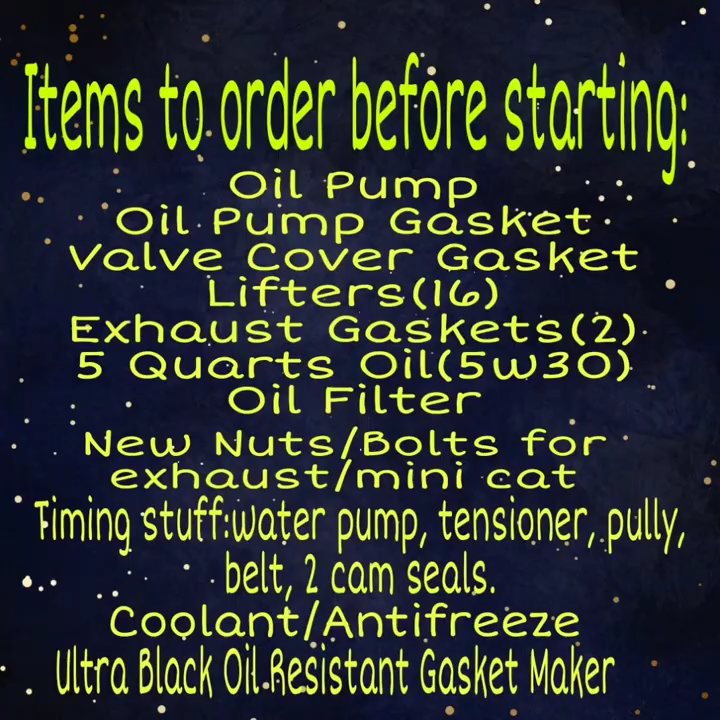 Items to order before starting:
Oil Pump
Oil Pump Gasket
Valve Cover Gasket
Lifters(16)
Exhaust Gaskets(2)
5 Quarts Oil(5w30)
Oil Filter
New Nuts/Bolts for
exhaust/mini cat
Timing stuff:water pump, tensioner, pully,
belt, 2 cam seals.
Coolant/Antifreeze
Ultra Black Oil Resistant Gasket Maker